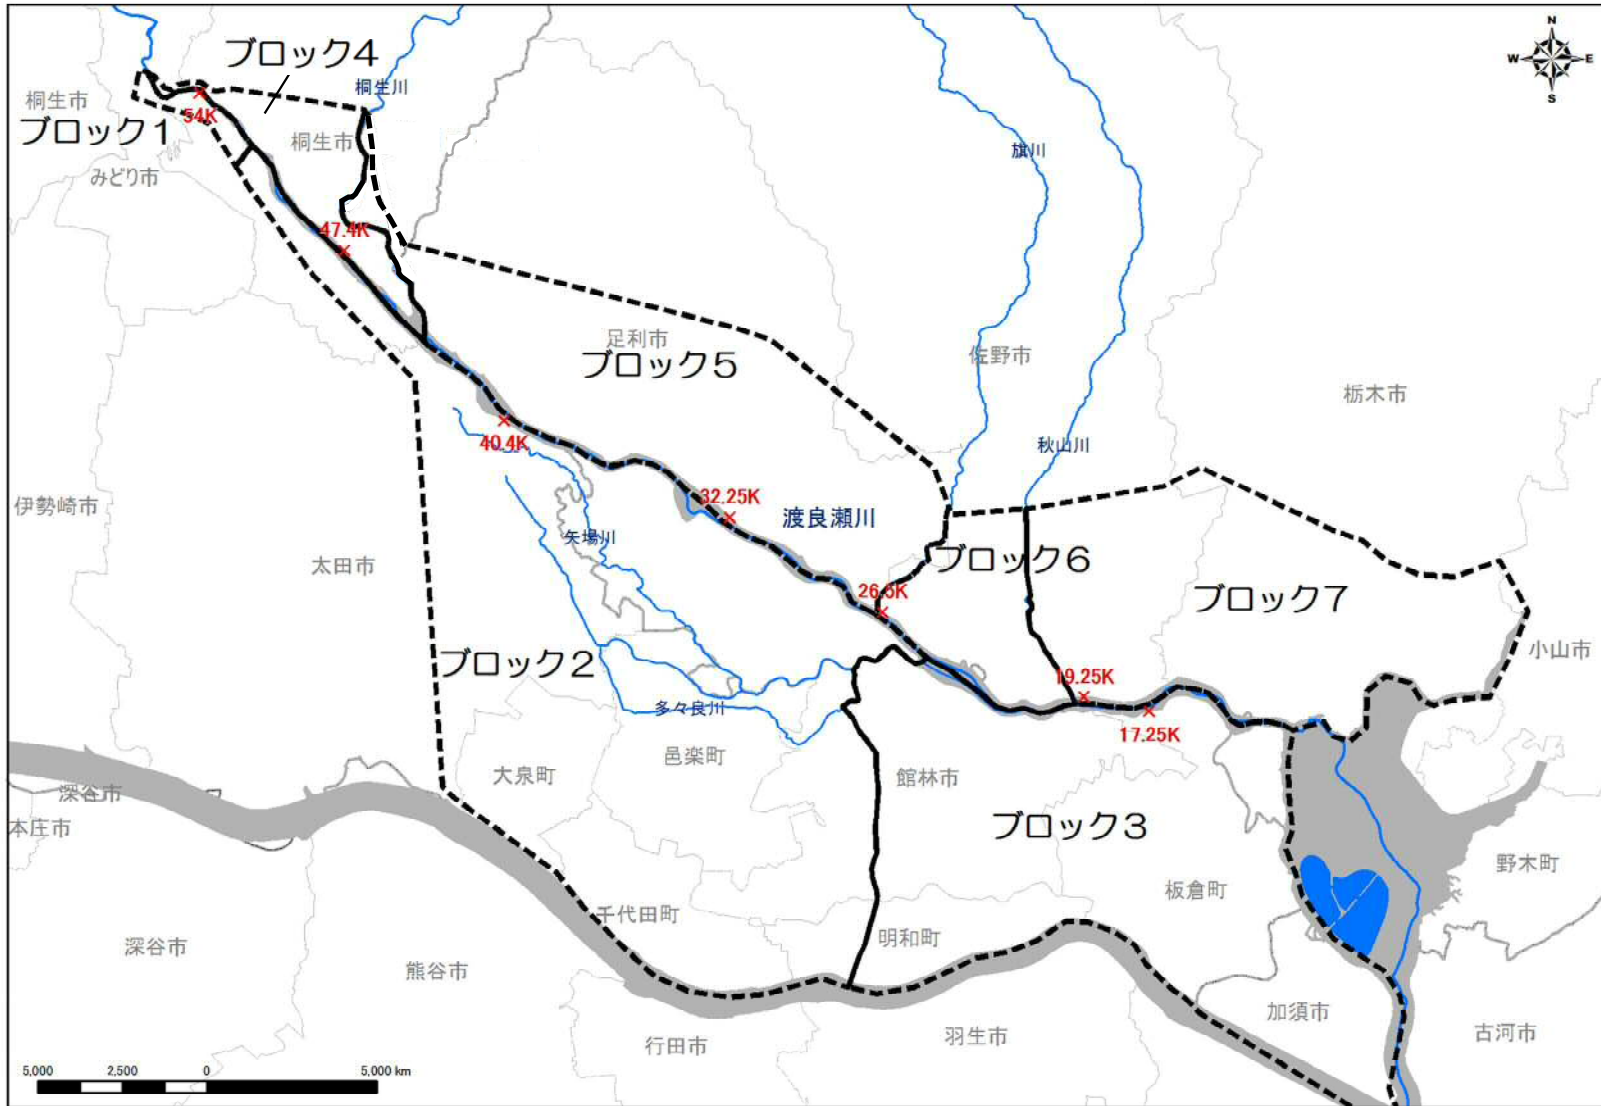 N
W E
S
ブロック4
桐生川
桐生市
54K
ブロック1
桐生市
みどり市
旗川
47.4K
足利市
ブロック5
佐野市
栃木市
40.4K
秋山川
伊勢崎市
32.25K
渡良瀬川
矢場川
太田市
ブロック6
26.5K
ブロック7
小山市
ブロック2
19.25K
多々良川
17.25K
邑楽町
大泉町
館林市
深谷市
本庄市
ブロック3
野木町
板倉町
千代田町
明和町
深谷市
熊谷市
加須市
古河市
羽生市
行田市
5,000 2,500 0 5,000 km